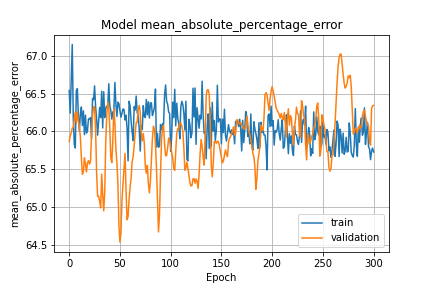 Model mean_absolute_percentage_error
mean_absolute_percentage_error
67.0
66.5
66.0
65.5
65.0
64.5
0 50 100 150 200 250 300
Epoch
train
validation